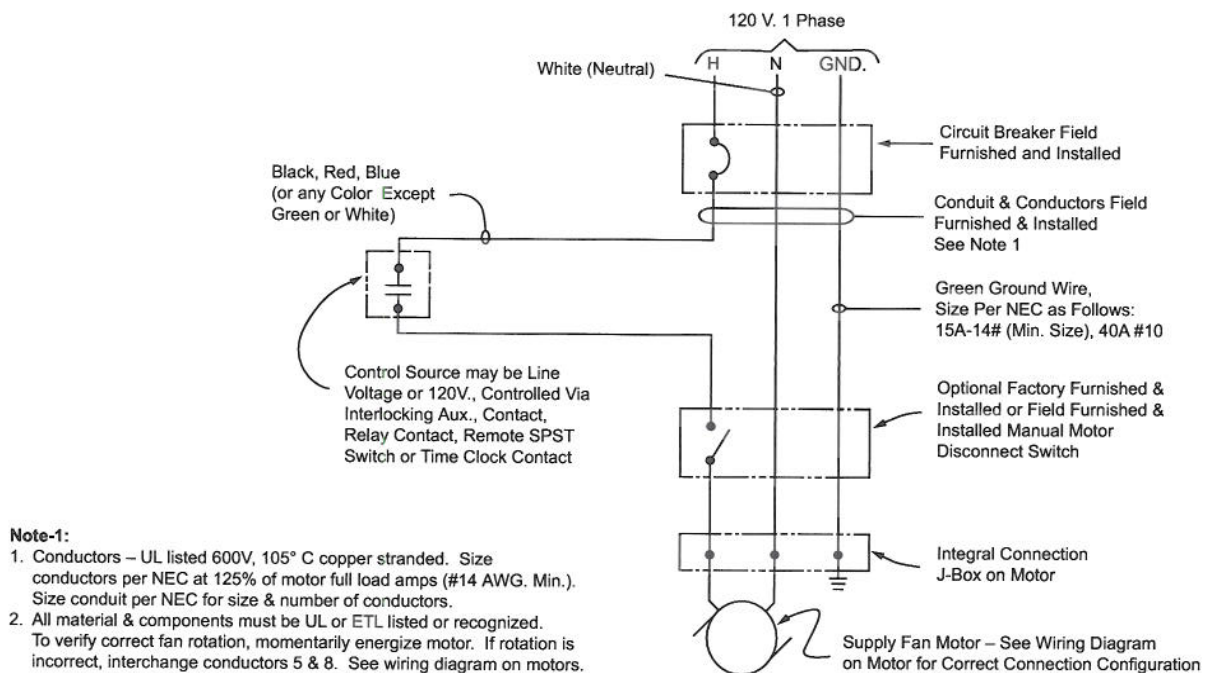 120 V. 1 Phase
H
N
GND.
White (Neutral)
Circuit Breaker Field
Furnished and Installed
Black, Red, Blue
(or any Color Except
Green or White)
Conduit & Conductors Field
Furnished & Installed
See Note 1
Green Ground Wire,
Size Per NEC as Follows:
15A-14# (Min. Size), 40A #10
Control Source may be Line
Voltage or 120V., Controlled Via
Interlocking Aux., Contact,
Relay Contact, Remote SPST
Switch or Time Clock Contact
Optional Factory Furnished &
Installed or Field Furnished &
Installed Manual Motor
Disconnect Switch
Note-1:
1. Conductors – UL listed 600V, 105° C copper stranded. Size
conductors per NEC at 125% of motor full load amps (#14 AWG. Min.).
Size conduit per NEC for size & number of conductors.
2. All material & components must be UL or ETL listed or recognized.
To verify correct fan rotation, momentarily energize motor. If rotation is
incorrect, interchange conductors 5 & 8. See wiring diagram on motors.
Integral Connection
J-Box on Motor
Supply Fan Motor – See Wiring Diagram
on Motor for Correct Connection Configuration